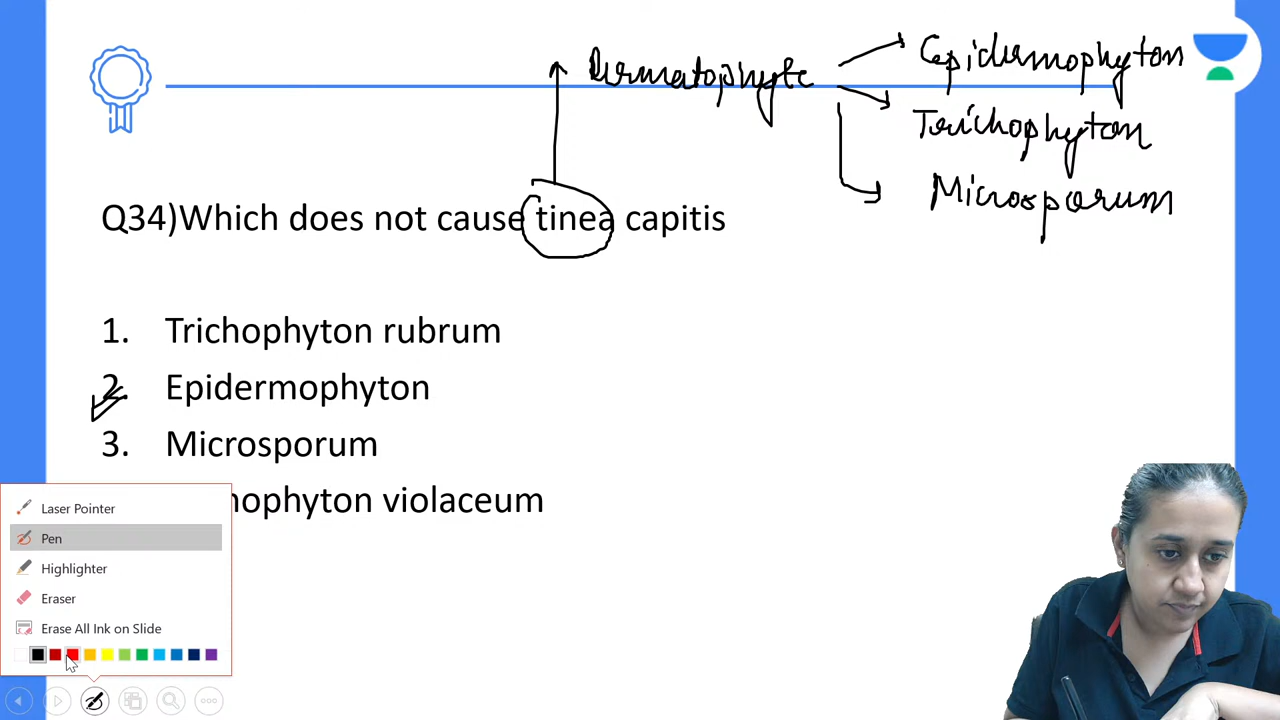 Dermatophyte
Epidermophyton
Trichophyton
Microsporum
Q34)Which does not cause tinea capitis
1. Trichophyton rubrum
2. Epidermophyton
3. Microsporum
hophyton violaceum
Laser Pointer
Pen
Highlighter
Eraser
Erase All Ink on Slide